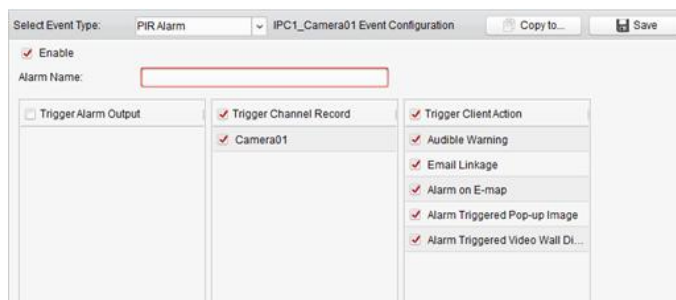 Select Event Type: PIR Alarm IPC1_Camera01 Event Configuration Copy to... Save
Enable
Alarm Name:
Trigger Alarm Output Trigger Channel Record Trigger Client Action
Camera01 Audible Warning
Email Linkage
Alarm on E-map
Alarm Triggered Pop-up Image
Alarm Triggered Video Wall Di...